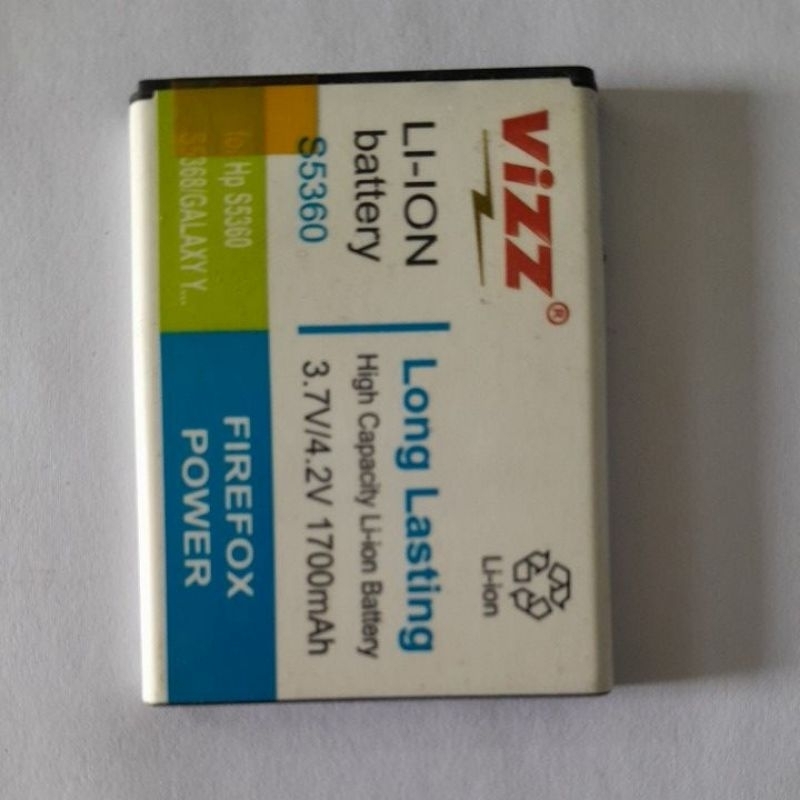 Vizz®
LI-ION
battery
S5360
Long Lasting
High Capacity Li-ion Battery
3.7V/4.2V 1700mAh
Li-ion
for Hp S5360
S5368/GALAXY Y...
FIREFOX
POWER